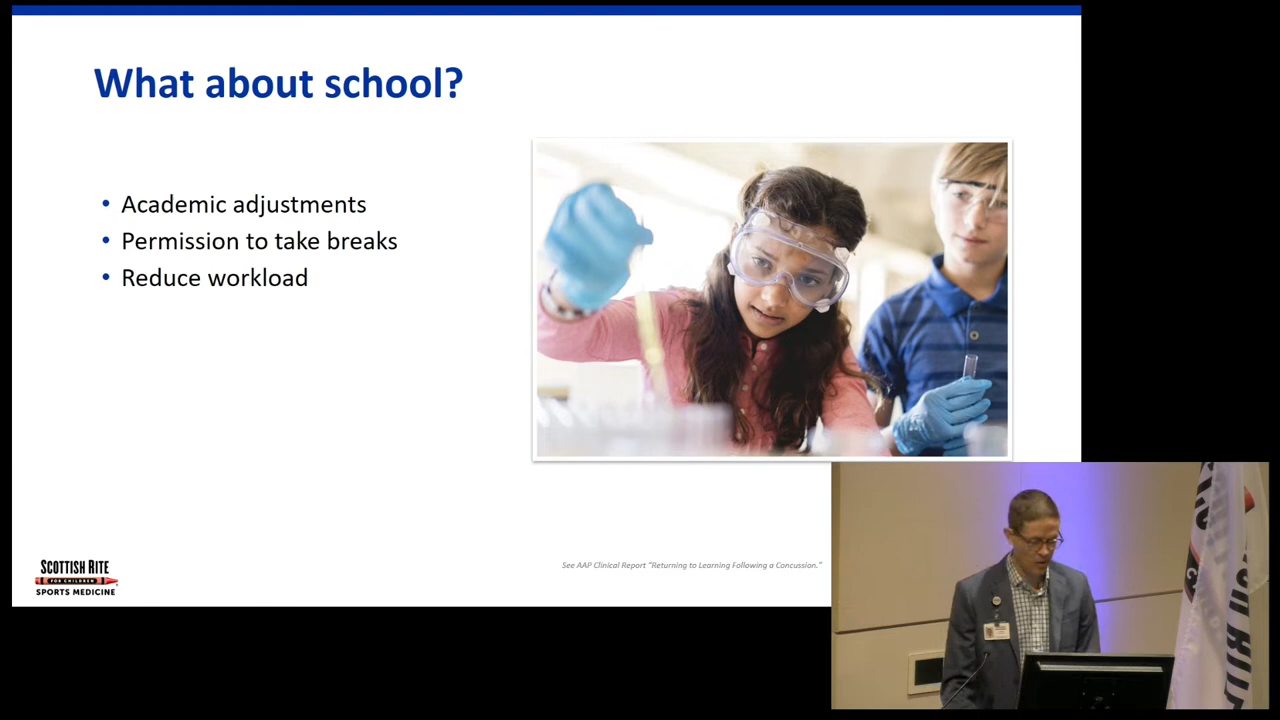 What about school?
• Academic adjustments
• Permission to take breaks
• Reduce workload
See AAP Clinical Report “Returning to Learning Following a Concussion.”
SCOTTISH RITE
FOR CHILDREN
SPORTS MEDICINE